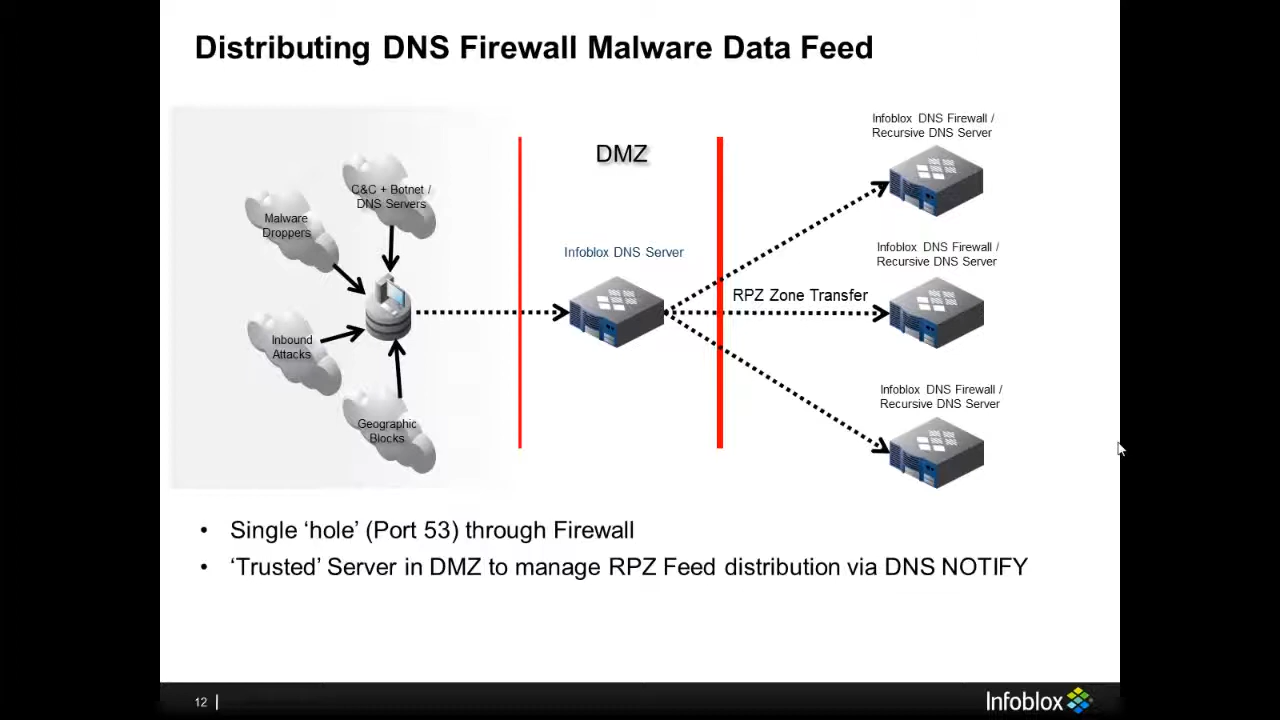 Distributing DNS Firewall Malware Data Feed
Infoblox DNS Firewall /
Recursive DNS Server
DMZ
C&C + Botnet /
DNS Servers
Malware
Droppers
Infoblox DNS Server
Infoblox DNS Firewall /
Recursive DNS Server
RPZ Zone Transfer
Inbound
Attacks
Geographic
Blocks
Infoblox DNS Firewall /
Recursive DNS Server
• Single ‘hole’ (Port 53) through Firewall
• ‘Trusted’ Server in DMZ to manage RPZ Feed distribution via DNS NOTIFY
12 |
Infoblox